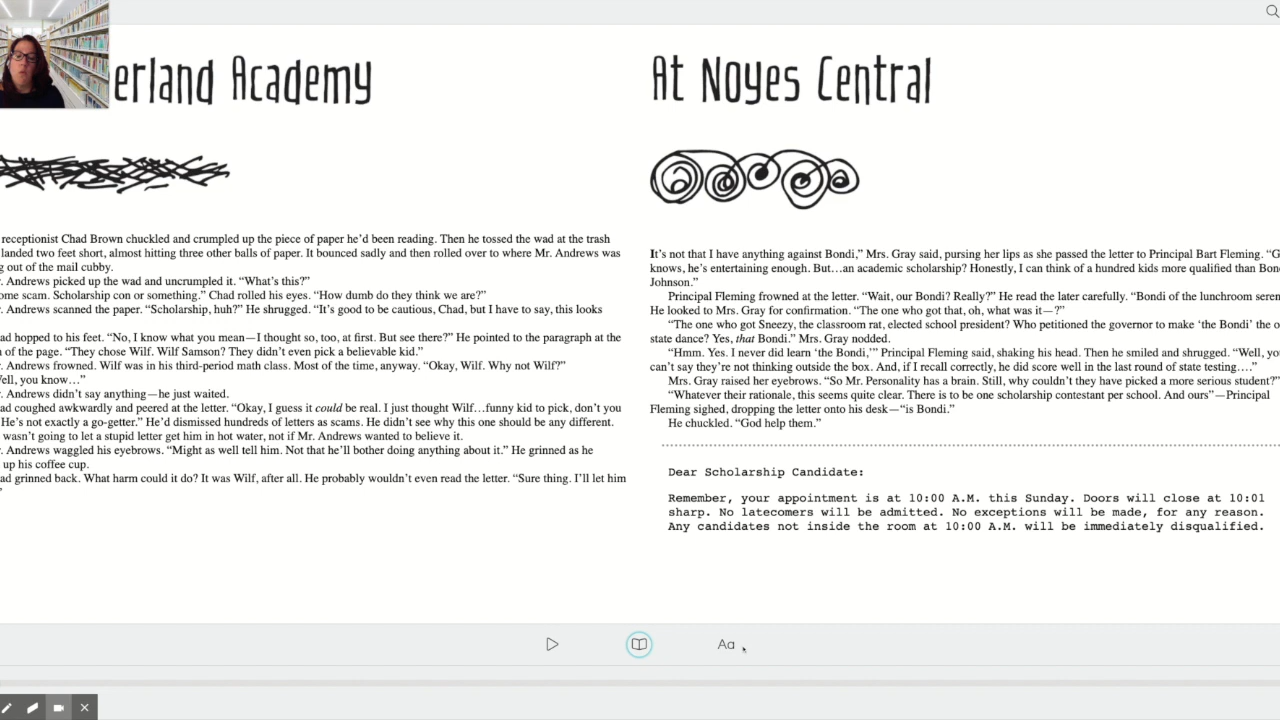 erland Academy
receptionist Chad Brown chuckled and crumpled up the piece of paper he’d been reading. Then he tossed the wad at the trash
landed two feet short, almost hitting three other balls of paper. It bounced sadly and then rolled over to where Mr. Andrews was
g out of the mail cubby.
r. Andrews picked up the wad and uncrumpled it. “What’s this?”
ome scam. Scholarship con or something.” Chad rolled his eyes. “How dumb do they think we are?”
r. Andrews scanned the paper. “Scholarship, huh?” He shrugged. “It’s good to be cautious, Chad, but I have to say, this looks
ad hopped to his feet. “No, I know what you mean—I thought so, too, at first. But see there?” He pointed to the paragraph at the
n of the page. “They chose Wilf. Wilf Samson? They didn’t even pick a believable kid.”
r. Andrews frowned. Wilf was in his third-period math class. Most of the time, anyway. “Okay, Wilf. Why not Wilf?”
ell, you know…”
r. Andrews didn’t say anything—he just waited.
ad coughed awkwardly and peered at the letter. “Okay, I guess it could be real. I just thought Wilf…funny kid to pick, don’t you
He’s not exactly a go-getter.” He’d dismissed hundreds of letters as scams. He didn’t see why this one should be any different.
wasn’t going to let a stupid letter get him in hot water, not if Mr. Andrews wanted to believe it.
r. Andrews waggled his eyebrows. “Might as well tell him. Not that he’ll bother doing anything about it.” He grinned as he
up his coffee cup.
ad grinned back. What harm could it do? It was Wilf, after all. He probably wouldn’t even read the letter. “Sure thing. I’ll let him
”
At Noyes Central
It’s not that I have anything against Bondi,” Mrs. Gray said, pursing her lips as she passed the letter to Principal Bart Fleming. “G
knows, he’s entertaining enough. But…an academic scholarship? Honestly, I can think of a hundred kids more qualified than Bon
Johnson.”
Principal Fleming frowned at the letter. “Wait, our Bondi? Really?” He read the later carefully. “Bondi of the lunchroom seren
He looked to Mrs. Gray for confirmation. “The one who got that, oh, what was it—?”
“The one who got Sneezy, the classroom rat, elected school president? Who petitioned the governor to make ‘the Bondi’ the o
state dance? Yes, that Bondi.” Mrs. Gray nodded.
“Hmm. Yes. I never did learn ‘the Bondi,’” Principal Fleming said, shaking his head. Then he smiled and shrugged. “Well, yo
can’t say they’re not thinking outside the box. And, if I recall correctly, he did score well in the last round of state testing.…”
Mrs. Gray raised her eyebrows. “So Mr. Personality has a brain. Still, why couldn’t they have picked a more serious student?”
“Whatever their rationale, this seems quite clear. There is to be one scholarship contestant per school. And ours”—Principal
Fleming sighed, dropping the letter onto his desk—“is Bondi.”
He chuckled. “God help them.”
Dear Scholarship Candidate:
Remember, your appointment is at 10:00 A.M. this Sunday. Doors will close at 10:01
sharp. No latecomers will be admitted. No exceptions will be made, for any reason.
Any candidates not inside the room at 10:00 A.M. will be immediately disqualified.
Aa